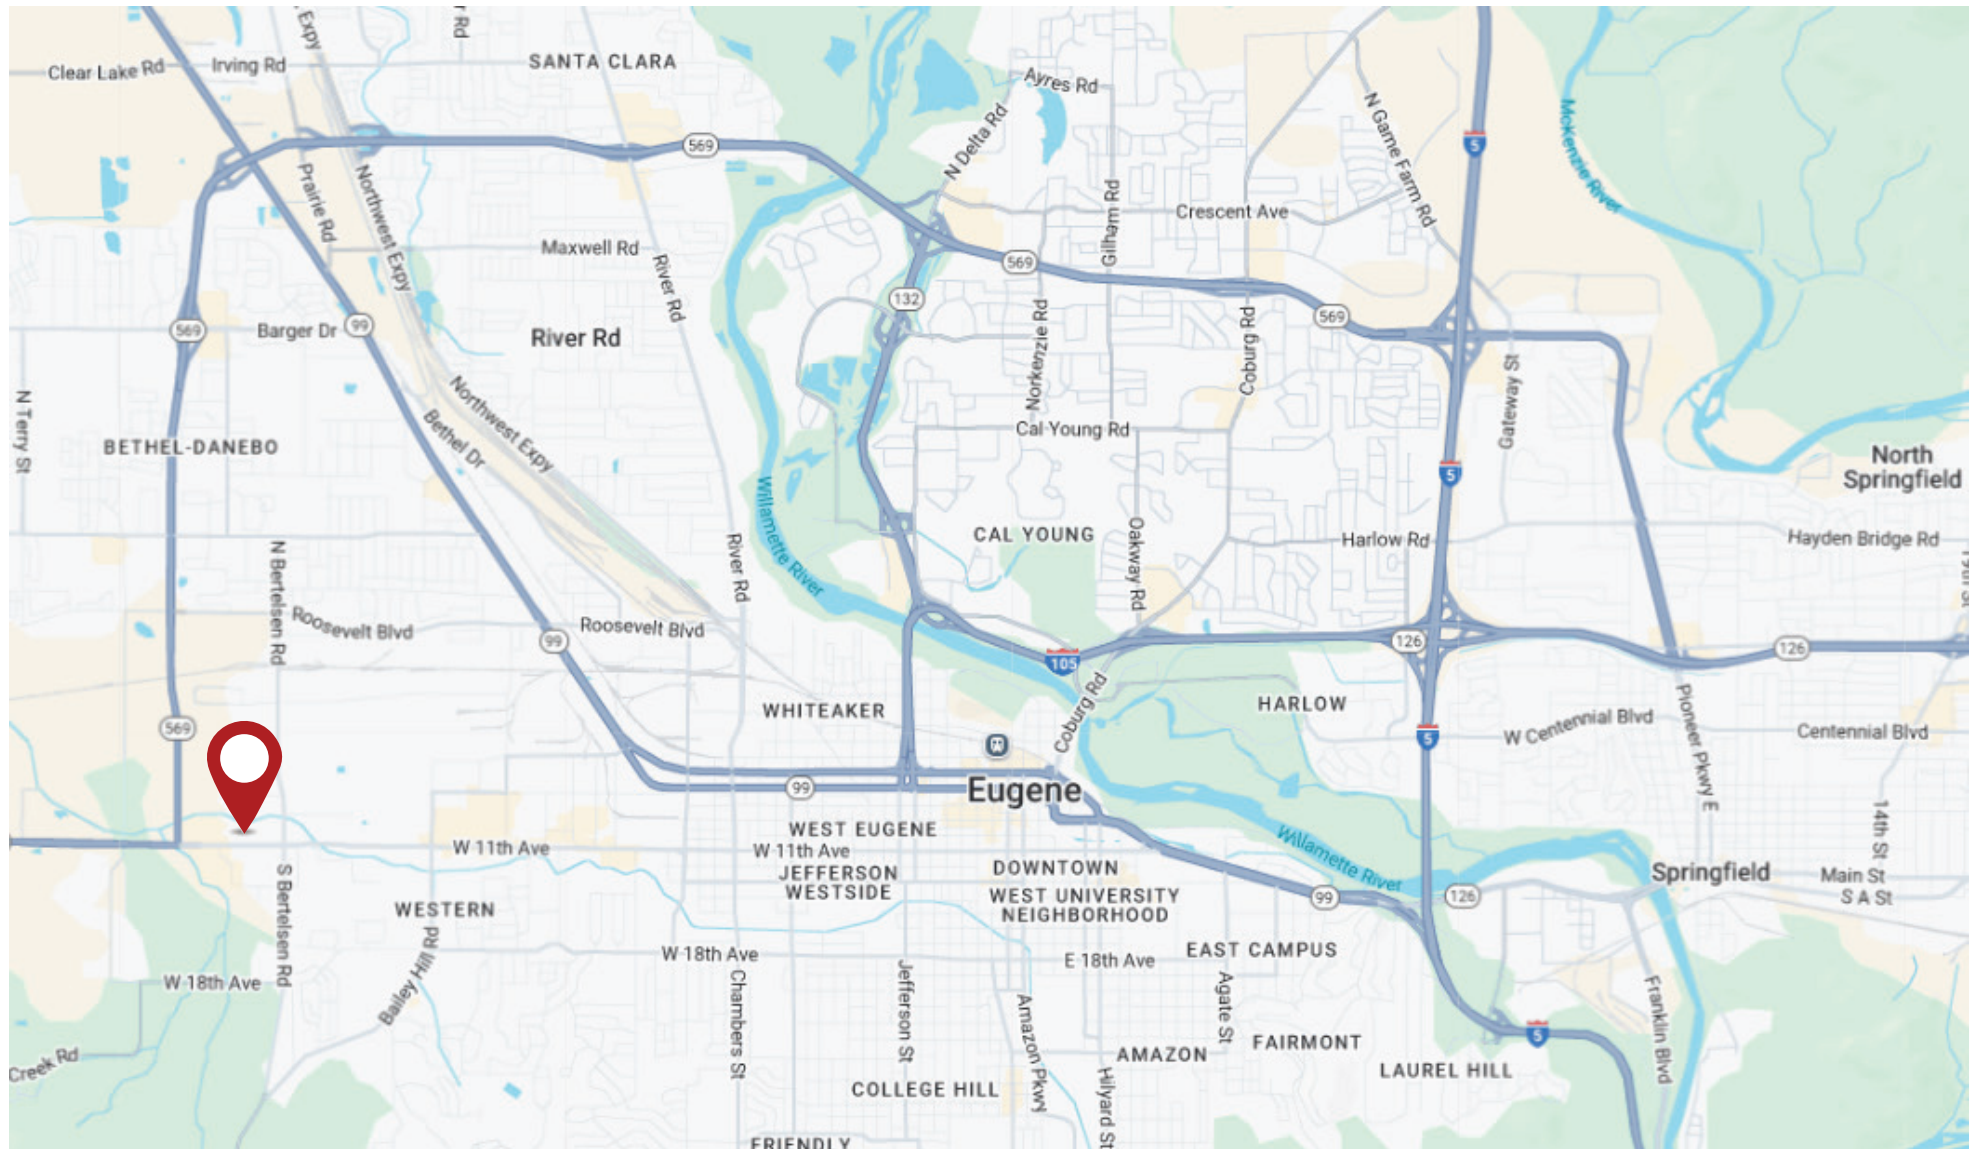 Clear Lake Rd
Irving Rd
Expy
Rd
SANTA CLARA
Ayres Rd
N Delta Rd
N Game Farm Rd
5
McKenzie River
569
Prairie Rd
Northwest Expy
Maxwell Rd
River Rd
Gilham Rd
Crescent Ave
569
132
569
Barger Dr
99
River Rd
Norkenzie Rd
Coburg Rd
569
Gateway St
N Terry St
BETHEL-DANEBO
Bethel Dr
Northwest Expy
Cal Young Rd
5
North
Springfield
Willamette River
River Rd
CAL YOUNG
Oakway Rd
Harlow Rd
Hayden Bridge Rd
19th St
N Bertelsen Rd
Roosevelt Blvd
99
Roosevelt Blvd
105
126
126
569
WHITEAKER
Coburg Rd
HARLOW
5
W Centennial Blvd
Pioneer Pkwy E
Centennial Blvd
99
Eugene
W 11th Ave
WEST EUGENE
W 11th Ave
JEFFERSON
WESTSIDE
DOWNTOWN
WEST UNIVERSITY
NEIGHBORHOOD
Willamette River
99
126
Springfield
14th St
Main St
S A St
S Bertelsen Rd
WESTERN
Bailey Hill Rd
W 18th Ave
W 18th Ave
E 18th Ave
EAST CAMPUS
Creek Rd
Chambers St
Jefferson St
Amazon Pkwy
Hilyard St
Agate St
AMAZON
FAIRMONT
5
LAUREL HILL
Franklin Blvd
COLLEGE HILL
FRIENDLY